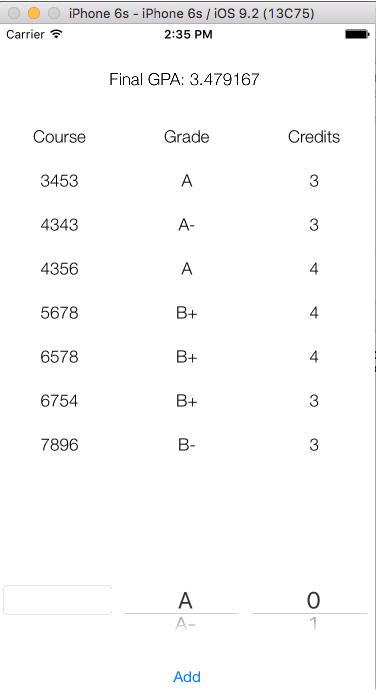 iPhone 6s - iPhone 6s / iOS 9.2 (13C75)
Carrier 2:35 PM
Final GPA: 3.479167
Course Grade Credits
3453 A 3
4343 A- 3
4356 A 4
5678 B+ 4
6578 B+ 4
6754 B+ 3
7896 B- 3
A 0
A- 1
Add